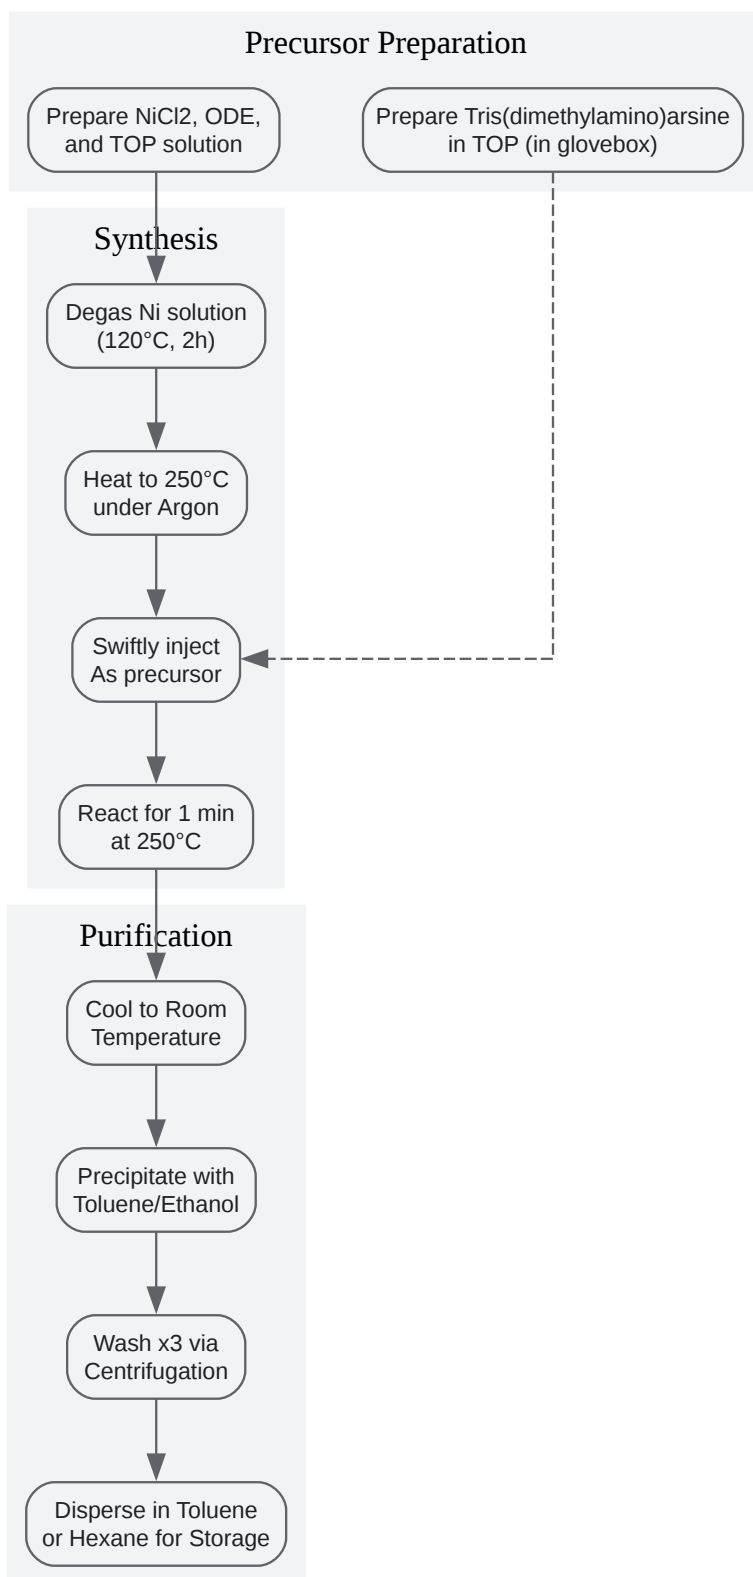 Precursor Preparation
Prepare NiCl2, ODE,
and TOP solution
Prepare Tris(dimethylamino)arsine
in TOP (in glovebox)
Synthesis
Degas Ni solution
(120°C, 2h)
Heat to 250°C
under Argon
Swiftly inject
As precursor
React for 1 min
at 250°C
Purification
Cool to Room
Temperature
Precipitate with
Toluene/Ethanol
Wash x3 via
Centrifugation
Disperse in Toluene
or Hexane for Storage